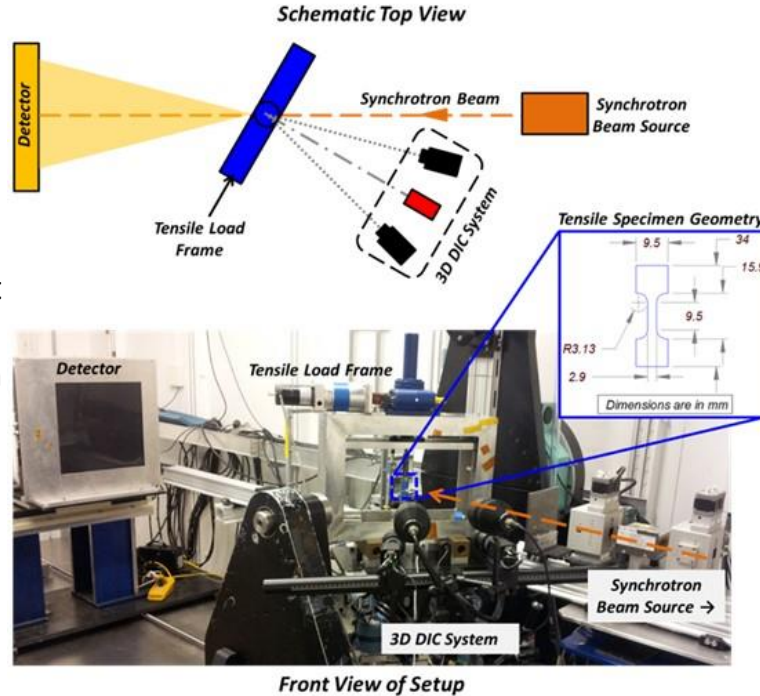 Schematic Top View
Detector
Synchrotron Beam
Synchrotron
Beam Source
Tensile Load
Frame
3D DIC System
Tensile Specimen Geometry
9.5
34
15.9
9.5
R3.13
2.9
Dimensions are in mm
Detector
Tensile Load Frame
Synchrotron
Beam Source →
3D DIC System
Front View of Setup